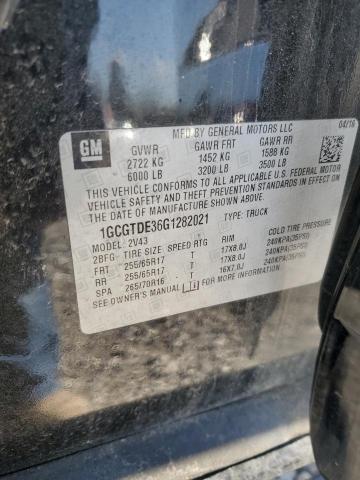 04/16
GM
MFD BY GENERAL MOTORS LLC
GVWR GAWR FRT GAWR RR
2722 KG 1452 KG 1588 KG
6000 LB 3200 LB 3500 LB
THIS VEHICLE CONFORMS TO ALL APPLICABLE U.S. FEDERAL MOTOR
VEHICLE SAFETY AND THEFT PREVENTION STANDARDS IN EFFECT ON
THE DATE OF MANUFACTURE SHOWN ABOVE.
1GCGTDE36G1282021 TYPE: TRUCK
MODEL: 2V43
2BFG- TIRE SIZE SPEED RTG RIM COLD TIRE PRESSURE
FRT 255/65R17 T 17X8.0J 240KPA(35PSI)
RR 255/65R17 T 17X8.0J 240KPA(35PSI)
SPA 265/70R16 T 16X7.0J 240KPA(35PSI)
SEE OWNER'S MANUAL FOR MORE INFORMATION.